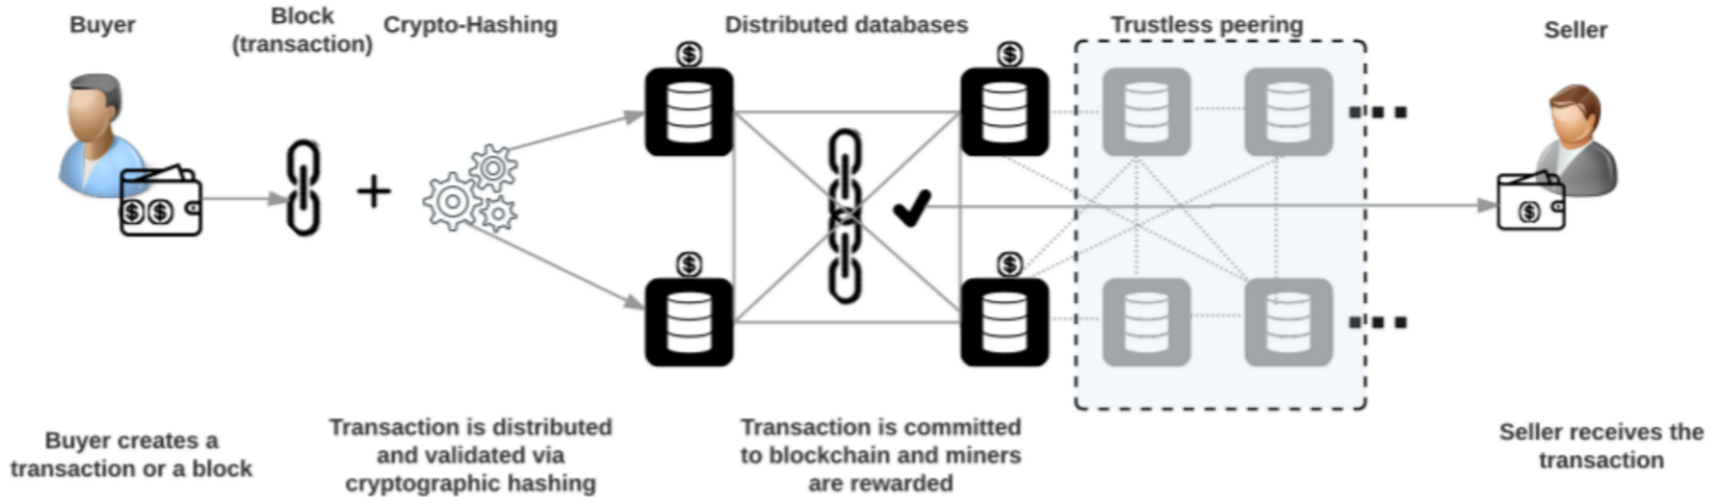 Buyer
Block
(transaction)
Crypto-Hashing
Distributed databases
Trustless peering
Seller
$ $
$
$
$
$
$
Buyer creates a
transaction or a block
Transaction is distributed
and validated via
cryptographic hashing
Transaction is committed
to blockchain and miners
are rewarded
Seller receives the
transaction